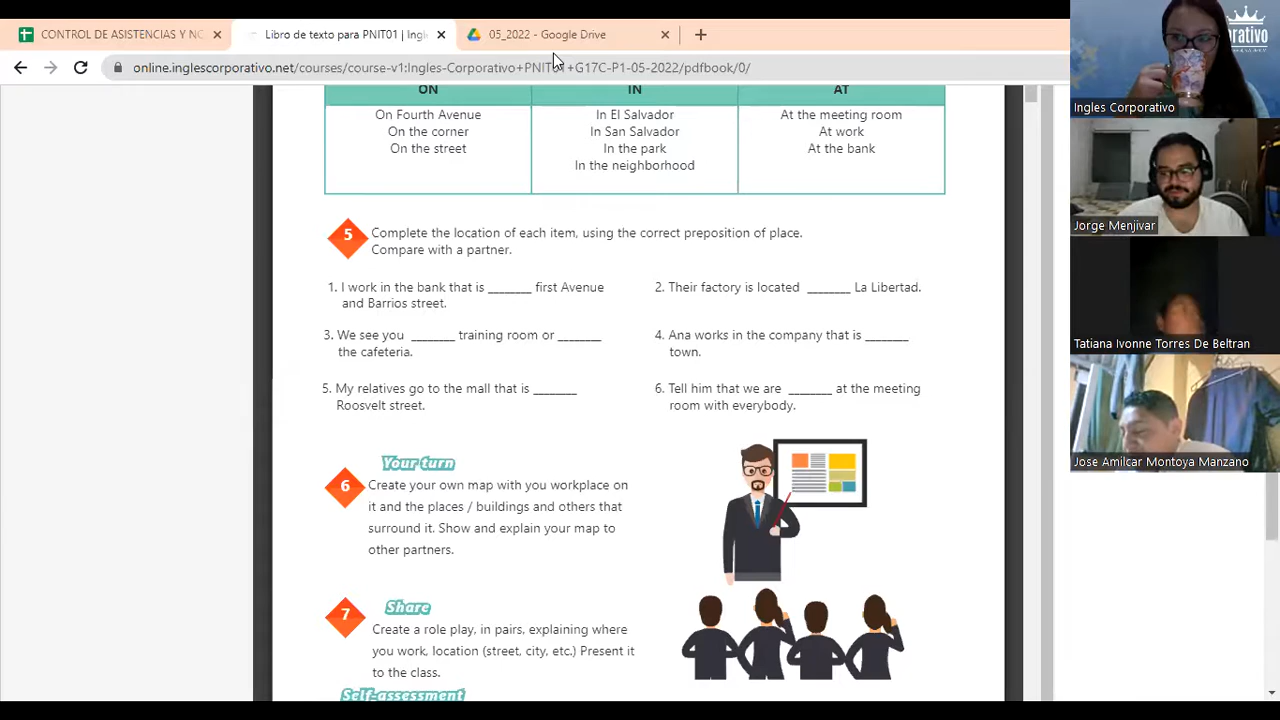 CONTROL DE ASISTENCIAS Y NO
Libro de texto para PNIT01 | Ingl
05_2022 - Google Drive
online.inglescorporativo.net/courses/course-v1:Ingles-Corporativo+PNIT01+G17C-P1-05-2022/pdfbook/0/
ON IN AT
On Fourth Avenue In El Salvador At the meeting room
On the corner In San Salvador At work
On the street In the park At the bank
In the neighborhood
5 Complete the location of each item, using the correct preposition of place.
Compare with a partner.
1. I work in the bank that is _______ first Avenue
and Barrios street.
2. Their factory is located _______ La Libertad.
3. We see you _______ training room or _______
the cafeteria.
4. Ana works in the company that is _______
town.
5. My relatives go to the mall that is _______
Roosvelt street.
6. Tell him that we are _______ at the meeting
room with everybody.
Your turn
6 Create your own map with you workplace on
it and the places / buildings and others that
surround it. Show and explain your map to
other partners.
Share
7 Create a role play, in pairs, explaining where
you work, location (street, city, etc.) Present it
to the class.
Self-assessment
Ingles Corporativo
Jorge Menjivar
Tatiana Ivonne Torres De Beltran
Jose Amilcar Montoya Manzano